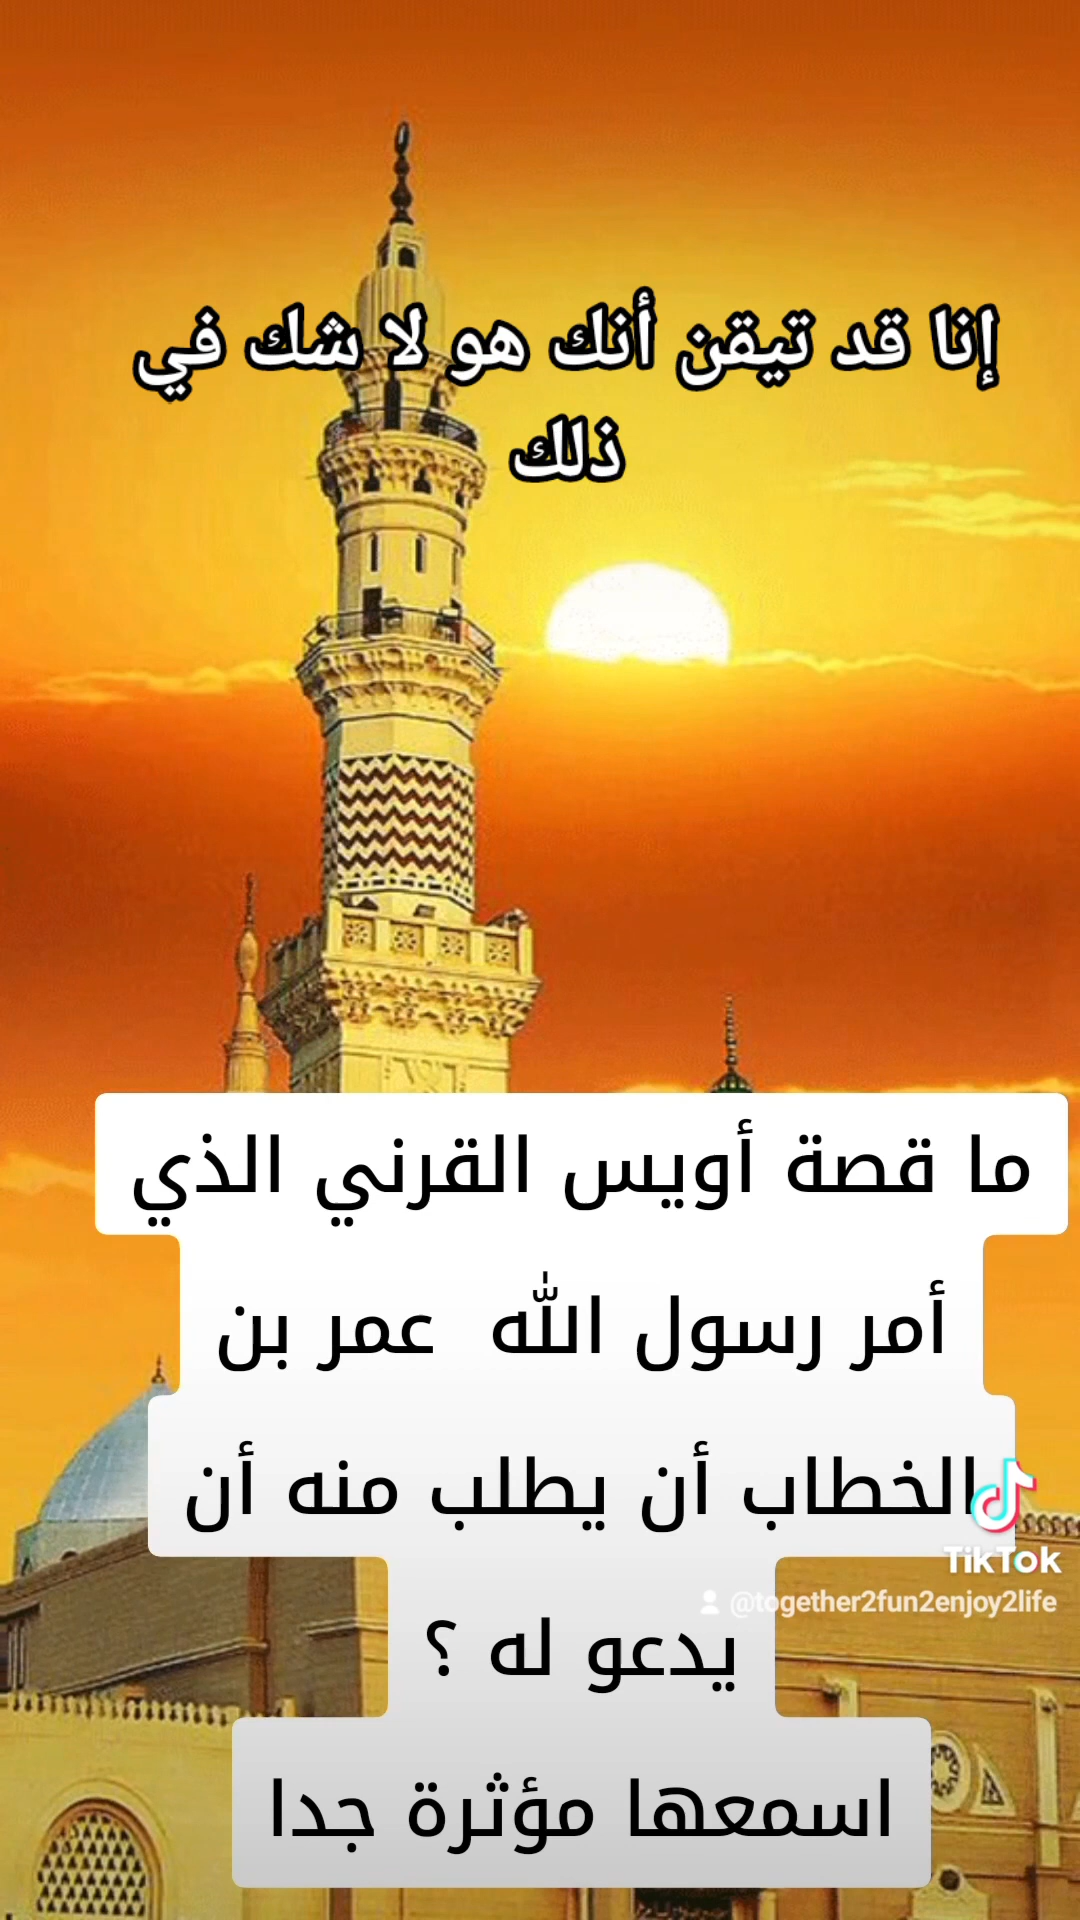 إنا قد تيقن أنك هو لا شك في
ذلك
ما قصة أويس القرني الذي
أمر رسول الله عمر بن
الخطاب أن يطلب منه أن
يدعو له ؟
اسمعها مؤثرة جدا
TikTok
@together2fun2enjoy2life